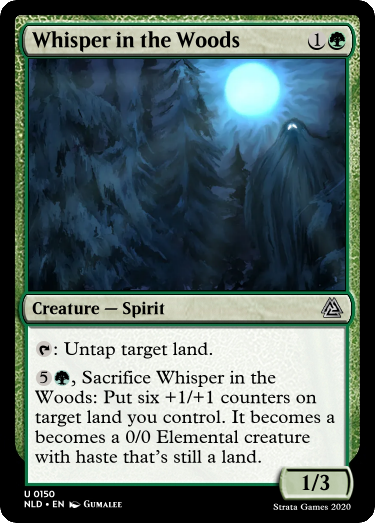 Whisper in the Woods 1
Creature — Spirit
: Untap target land.
5 , Sacrifice Whisper in the
Woods: Put six +1/+1 counters on
target land you control. It becomes a
becomes a 0/0 Elemental creature
with haste that's still a land.
1/3
U 0150
NLD • EN Gumalee
Strata Games 2020